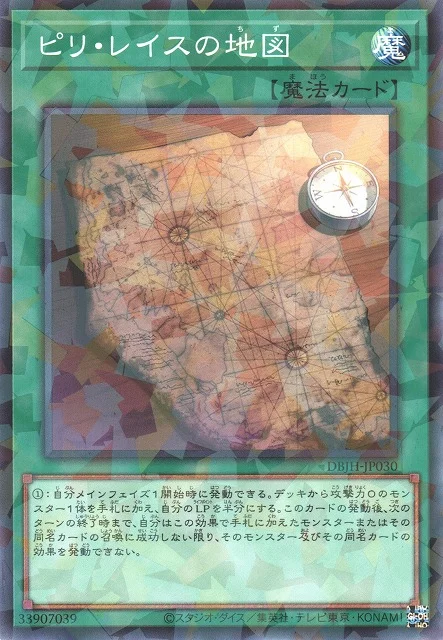 ピリ・レイスの地図
魔
【魔法カード】
DBJH-JP030
①：自分メインフェイズ１開始時に発動できる。デッキから攻撃力０のモン
スター１体を手札に加え、自分のLPを半分にする。このカードの発動後、次の
ターンの終了時まで、自分はこの効果で手札に加えたモンスターまたはその
同名カードの召喚に成功しない限り、そのモンスター及びその同名カードの
効果を発動できない。
33907039
©スタジオ・ダイス／集英社・テレビ東京・KONAMI